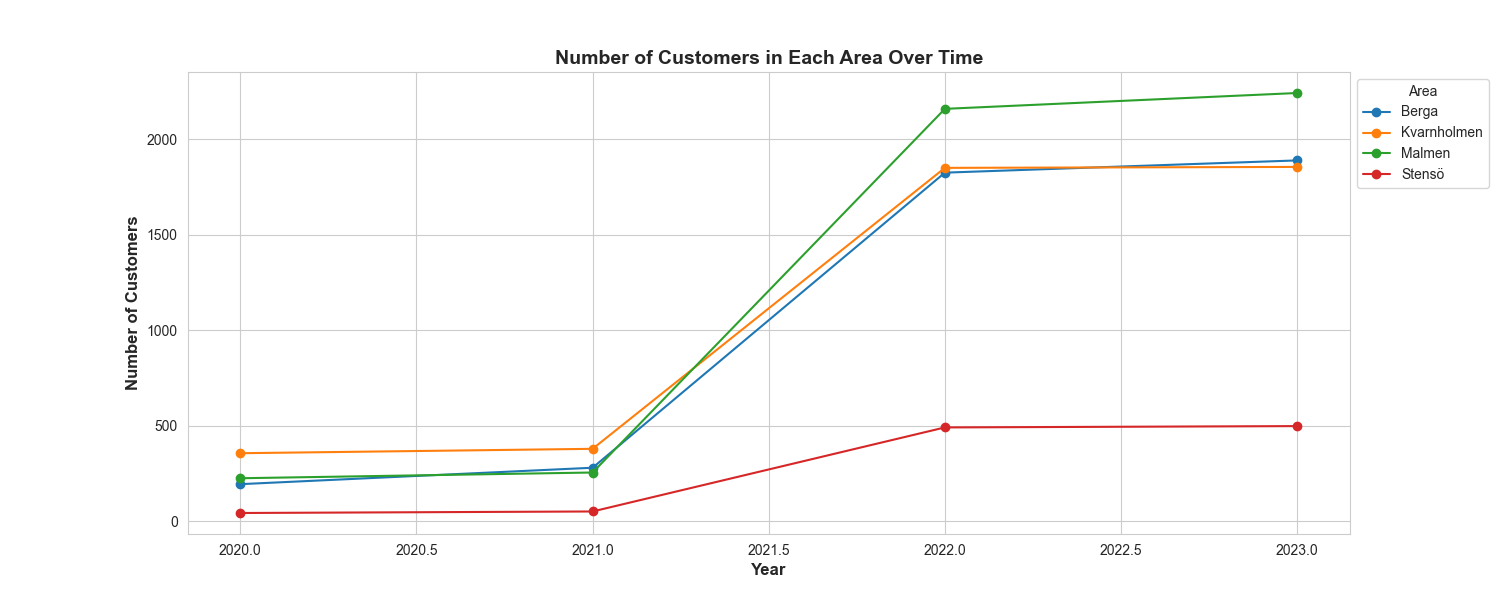 Number of Customers in Each Area Over Time
Area
Berga
Kvarnholmen
Malmen
Stensö
Number of Customers
2000
1500
1000
500
0
2020.0 2020.5 2021.0 2021.5 2022.0 2022.5 2023.0
Year